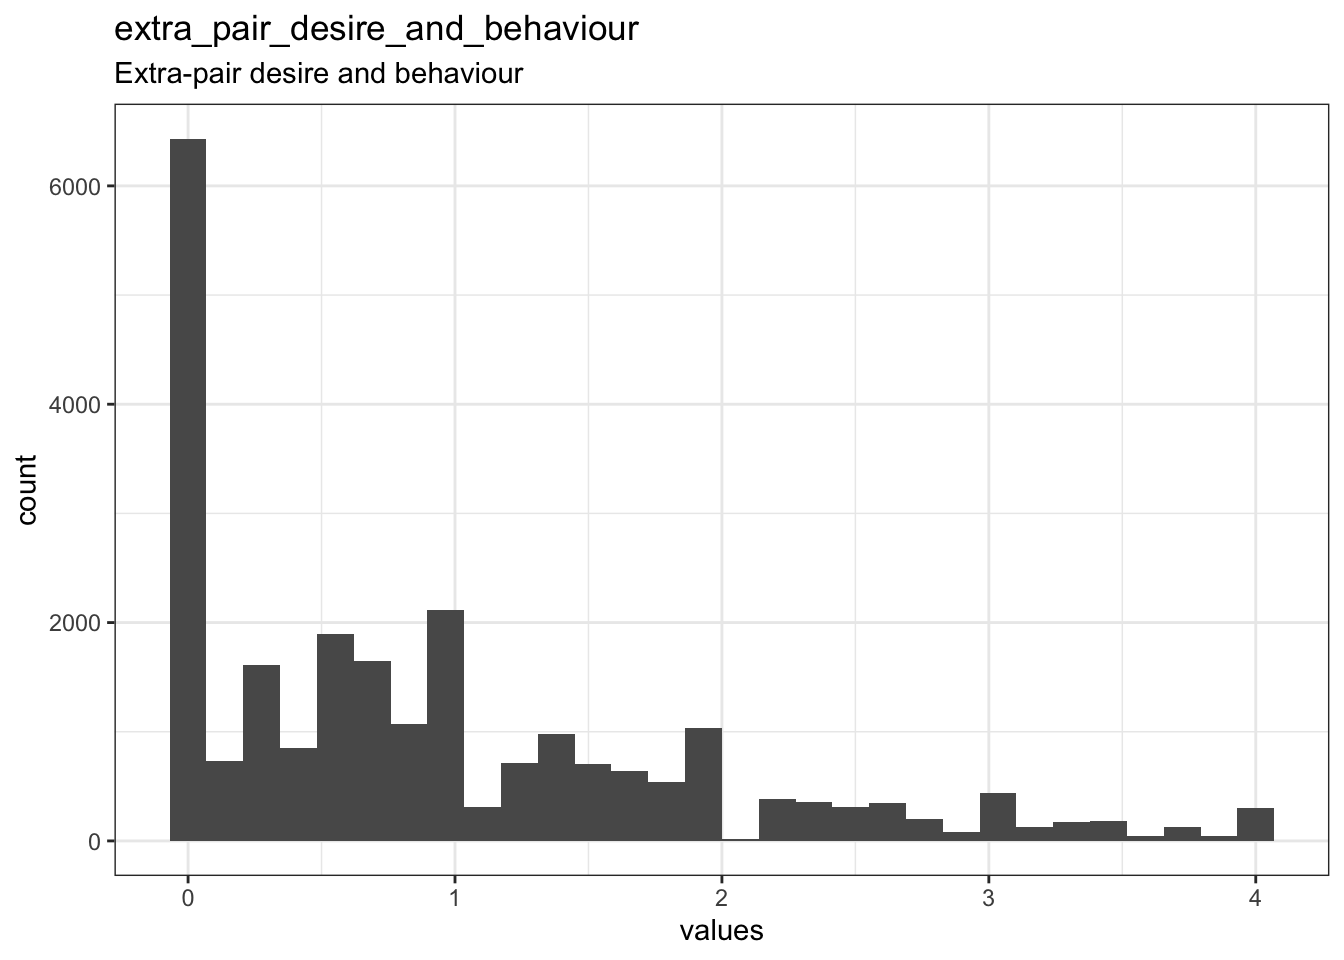 extra_pair_desire_and_behaviour
Extra-pair desire and behaviour
6000
4000
2000
0
count
0 1 2 3 4
values